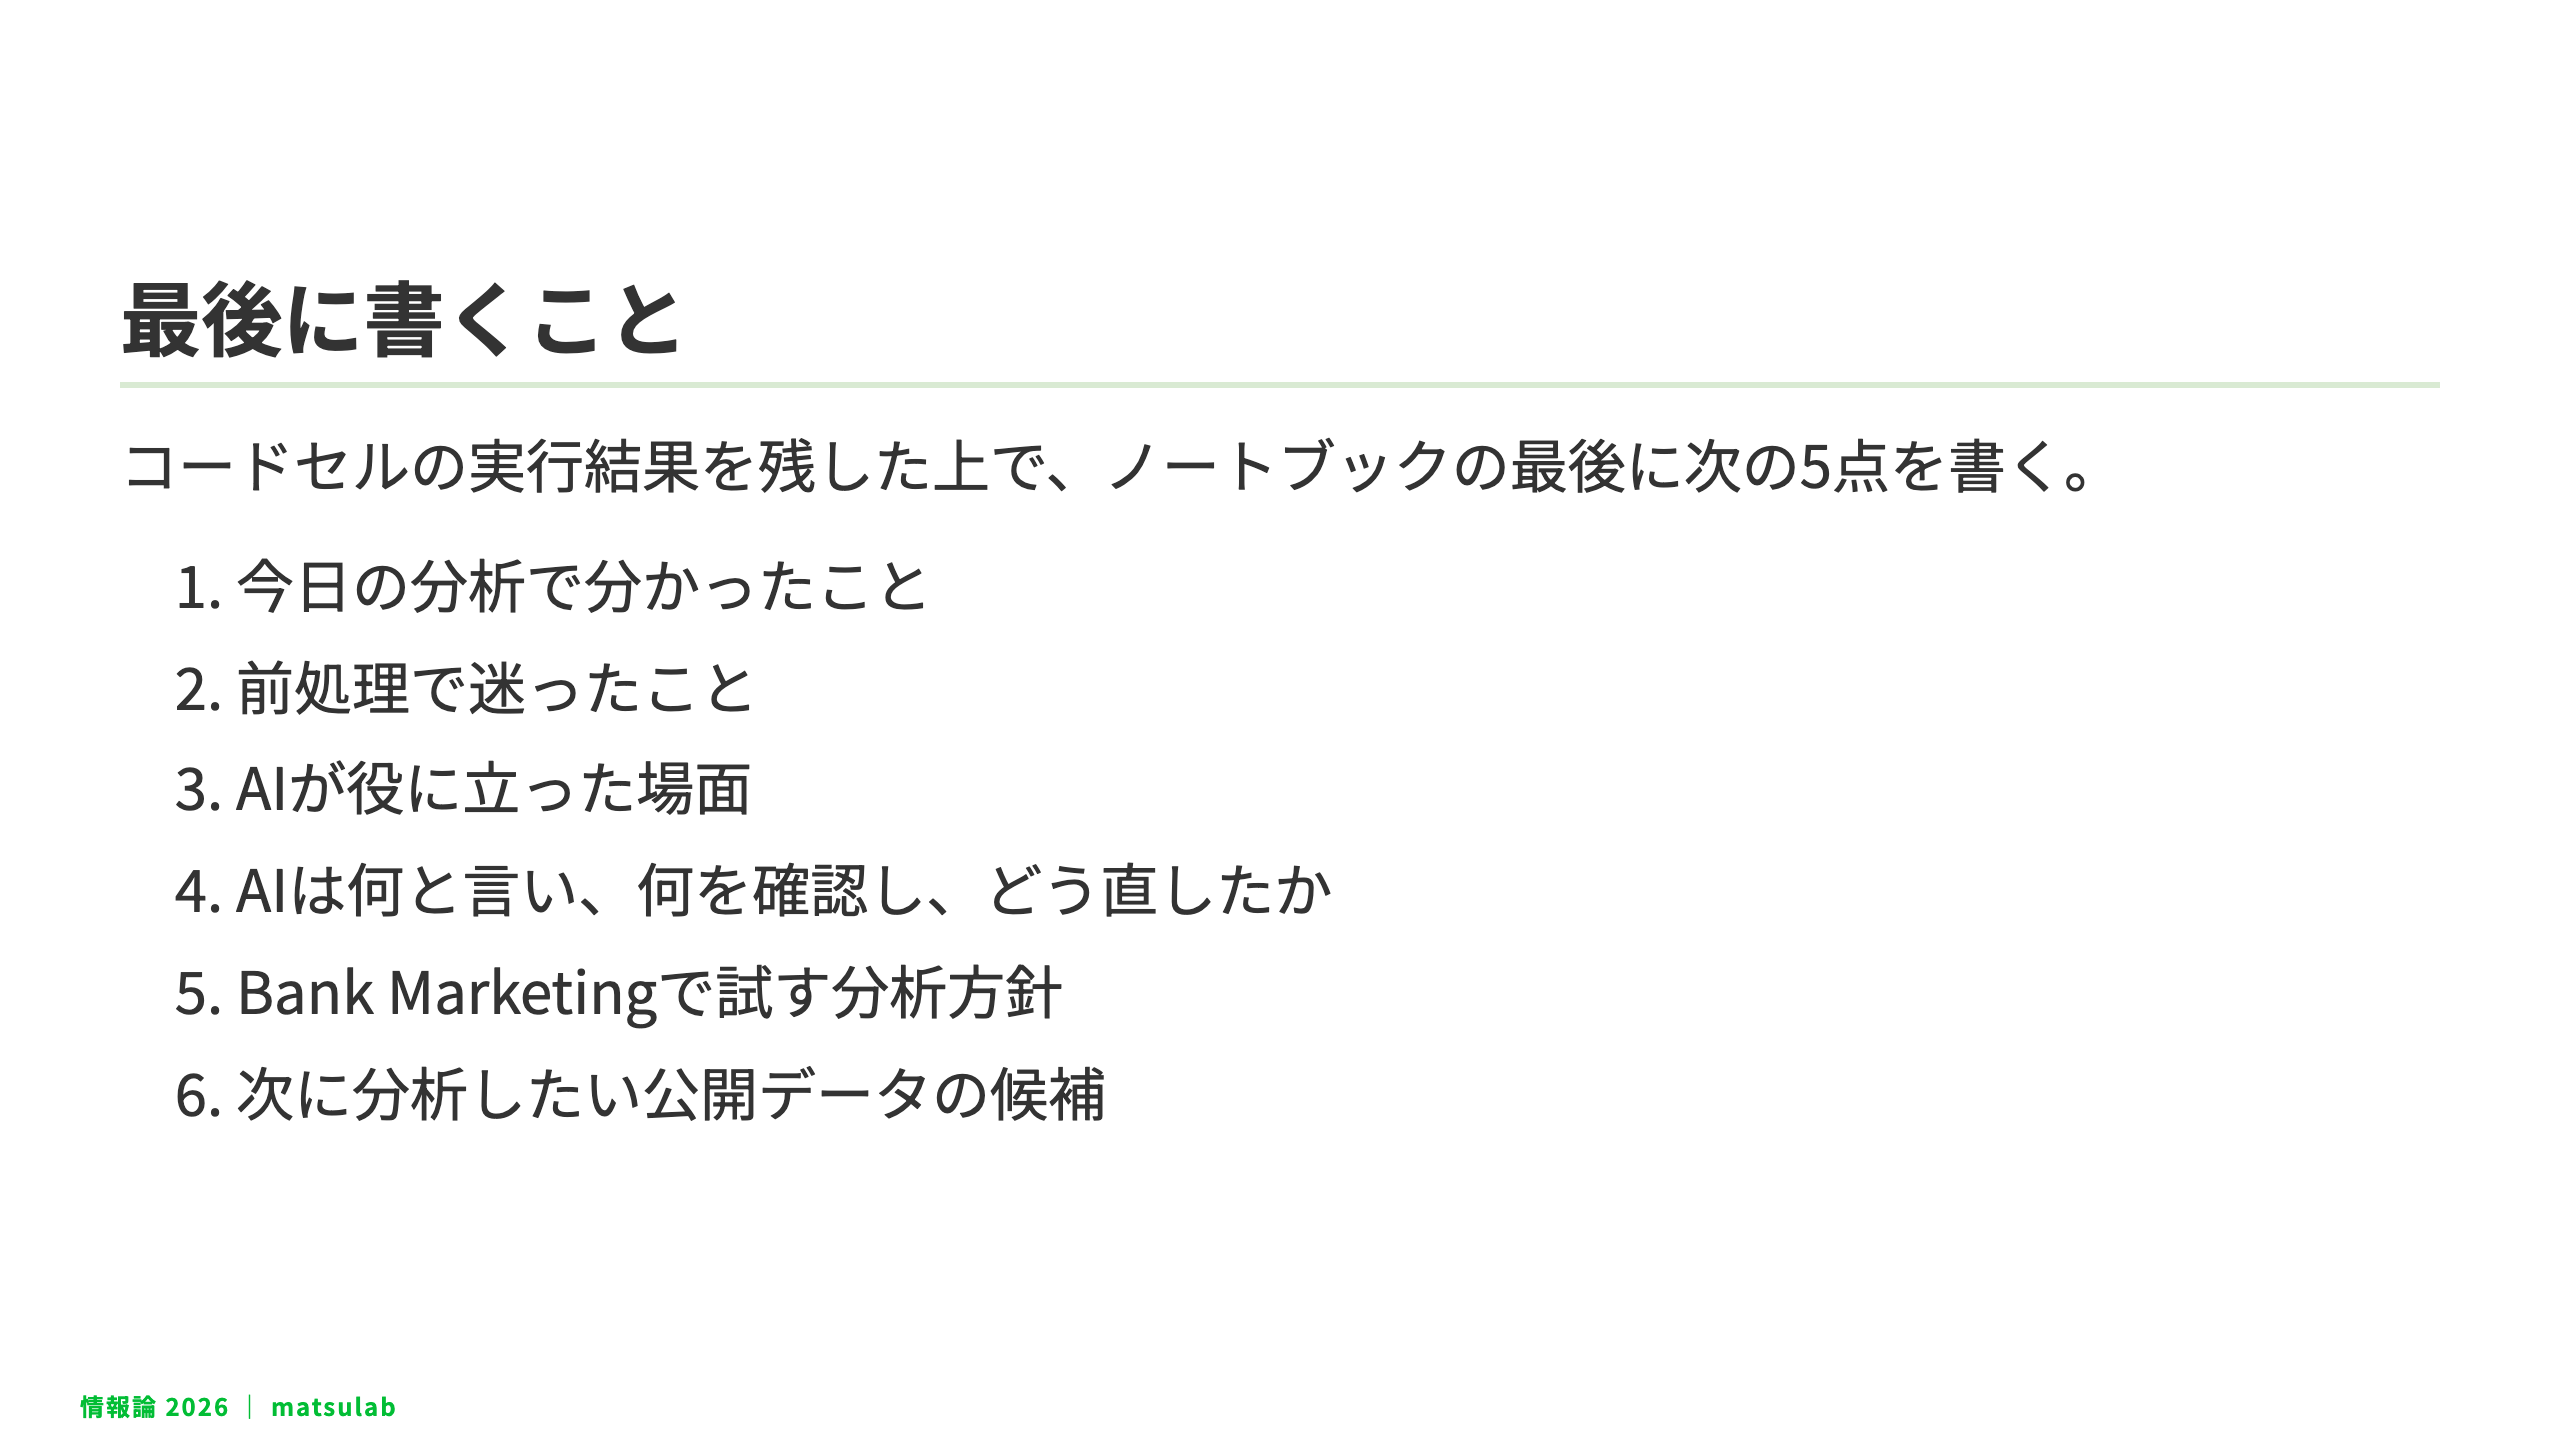 最後に書くこと
コードセルの実行結果を残した上で、ノートブックの最後に次の5点を書く。
1. 今日の分析で分かったこと
2. 前処理で迷ったこと
3. AIが役に立った場面
4. AIは何と言い、何を確認し、どう直したか
5. Bank Marketingで試す分析方針
6. 次に分析したい公開データの候補
情報論 2026 ｜ matsulab